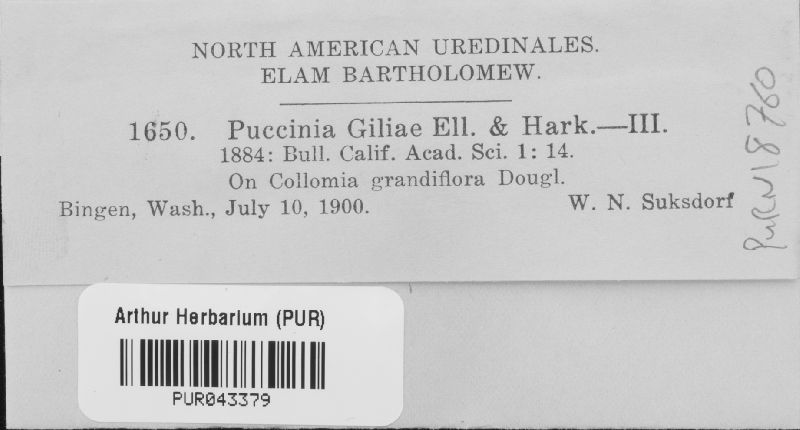 NORTH AMERICAN UREDINALES.
ELAM BARTHOLOMEW.
1650. Puccinia Giliae Ell. & Hark.—III.
1884: Bull. Calif. Acad. Sci. 1: 14.
On Collomia grandiflora Dougl.
Bingen, Wash., July 10, 1900. W. N. Suksdorf
PURN18760
Arthur Herbarium (PUR)
PUR043379